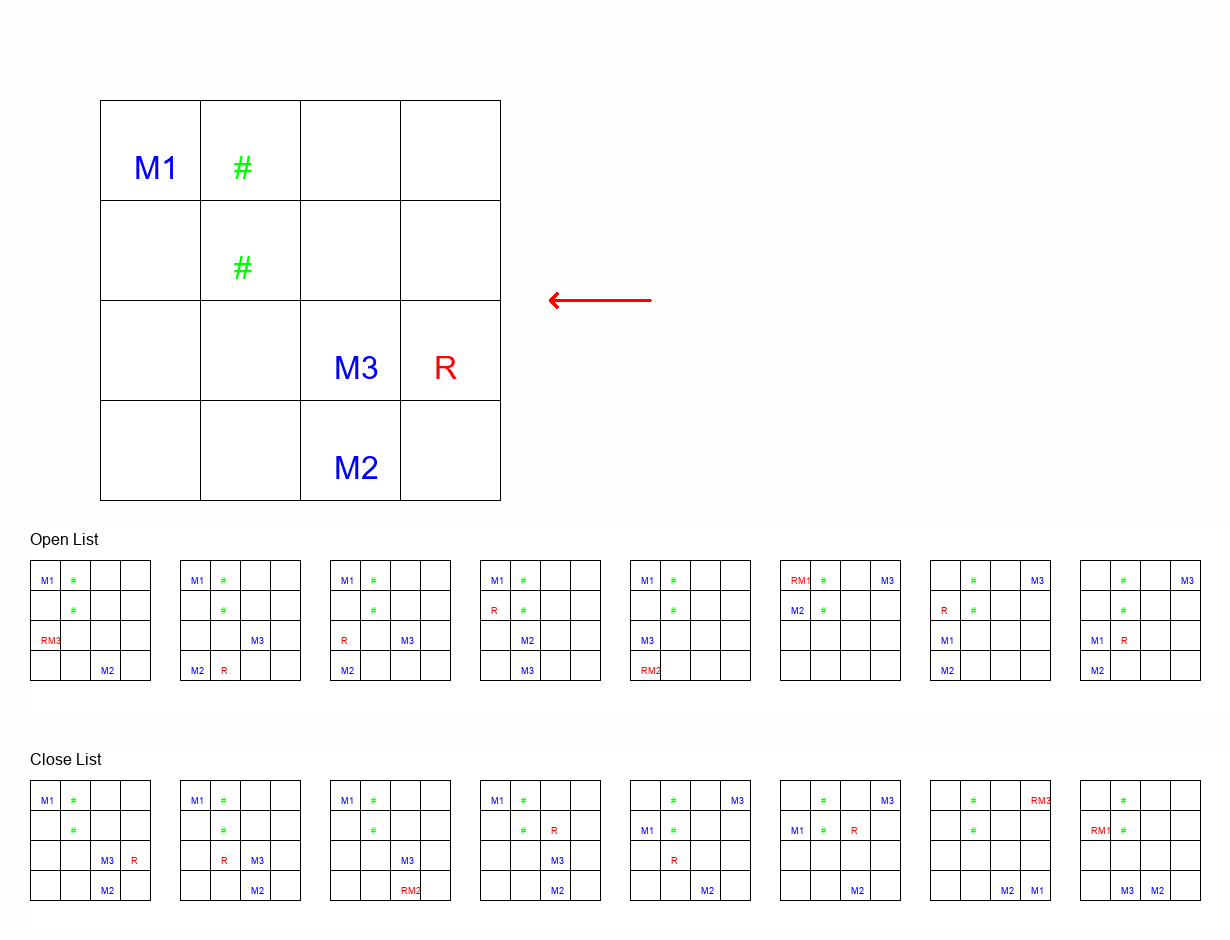 M1 #
#
M3 R
M2
Open List
M1 # M1 # M1 # M1 # M1 # RM1 # M3 # M3 # M3
# # # R # # M2 # R # #
RM3 M3 R M3 M2 M3 M1 M1 R
M2 M2 R M2 M3 RM2 M2 M2
Close List
M1 # M1 # M1 # M1 # # M3 # M3 # RM3 #
# # # # R M1 # M1 # R # RM1 #
M3 R R M3 M3 M3 R
M2 M2 RM2 M2 M2 M2 M2 M1 M3 M2